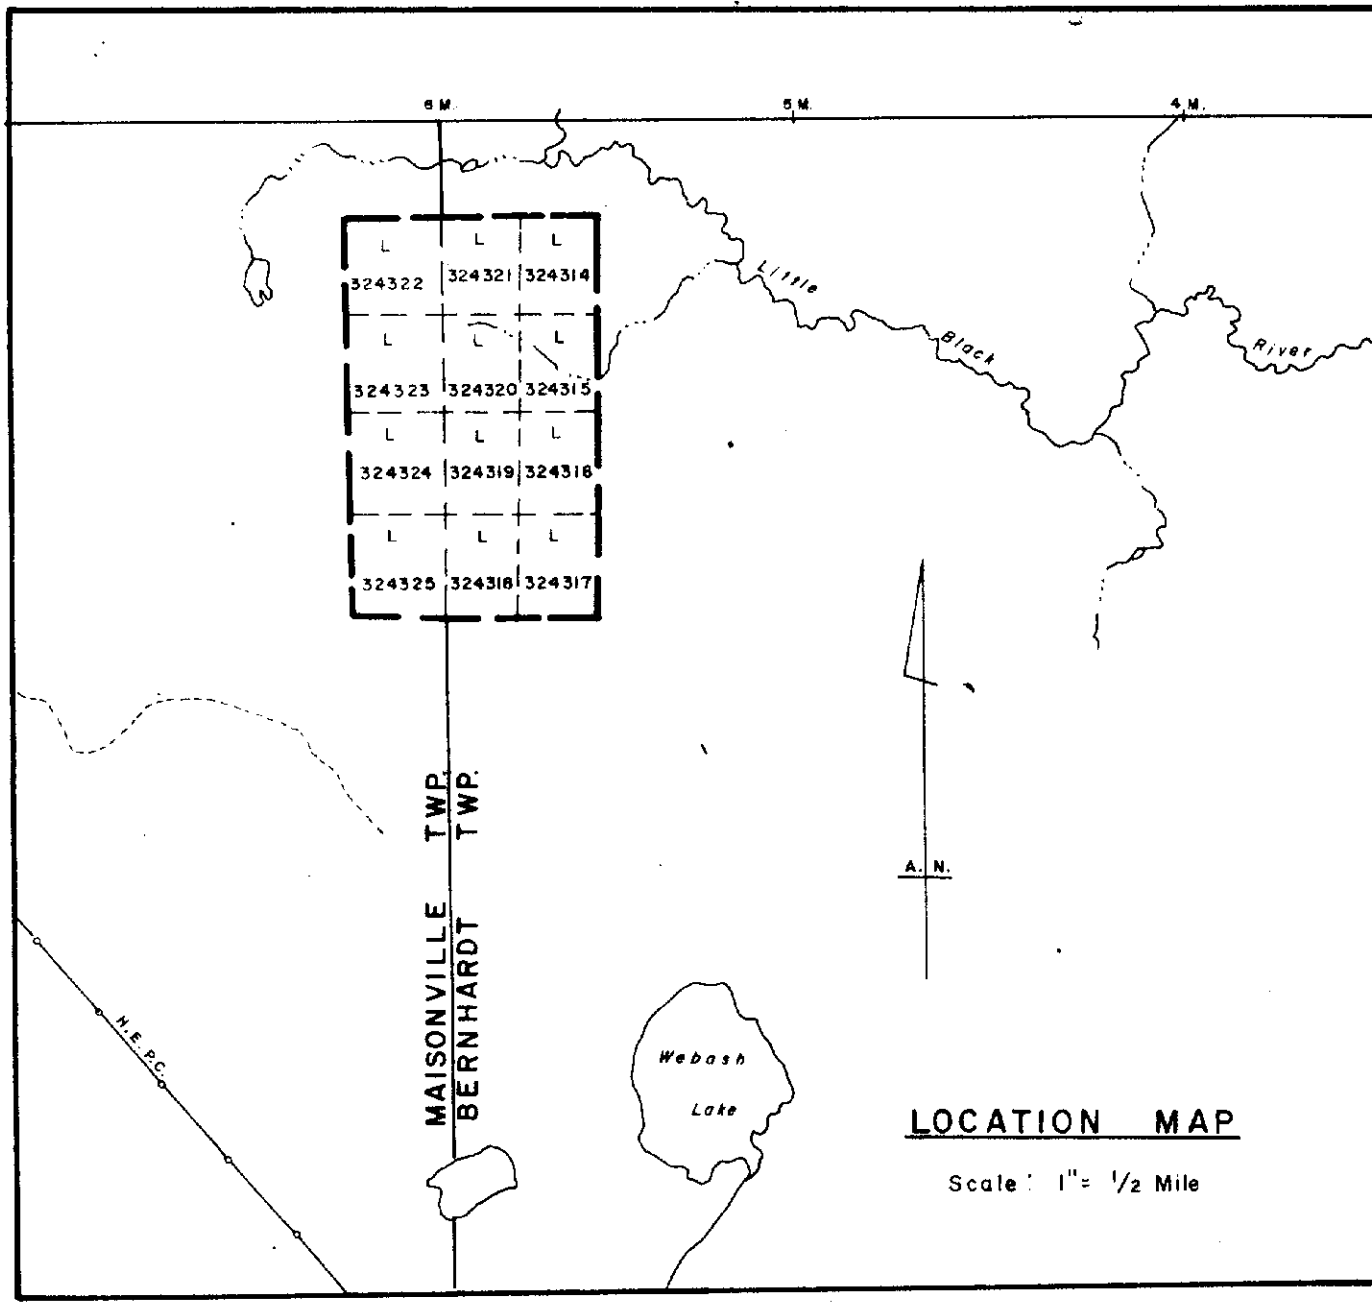 6 M. 5 M. 4 M.
L L L
324322 324321 324314
Little
Black
River
L L L
324323 324320 324315
L L L
324324 324319 324318
L L L
324325 324318 324317
MAISONVILLE TWP.
BERNHARDT TWP.
A. N.
H.E.P.C.
Webash
Lake
LOCATION MAP
Scale: 1"= 1/2 Mile